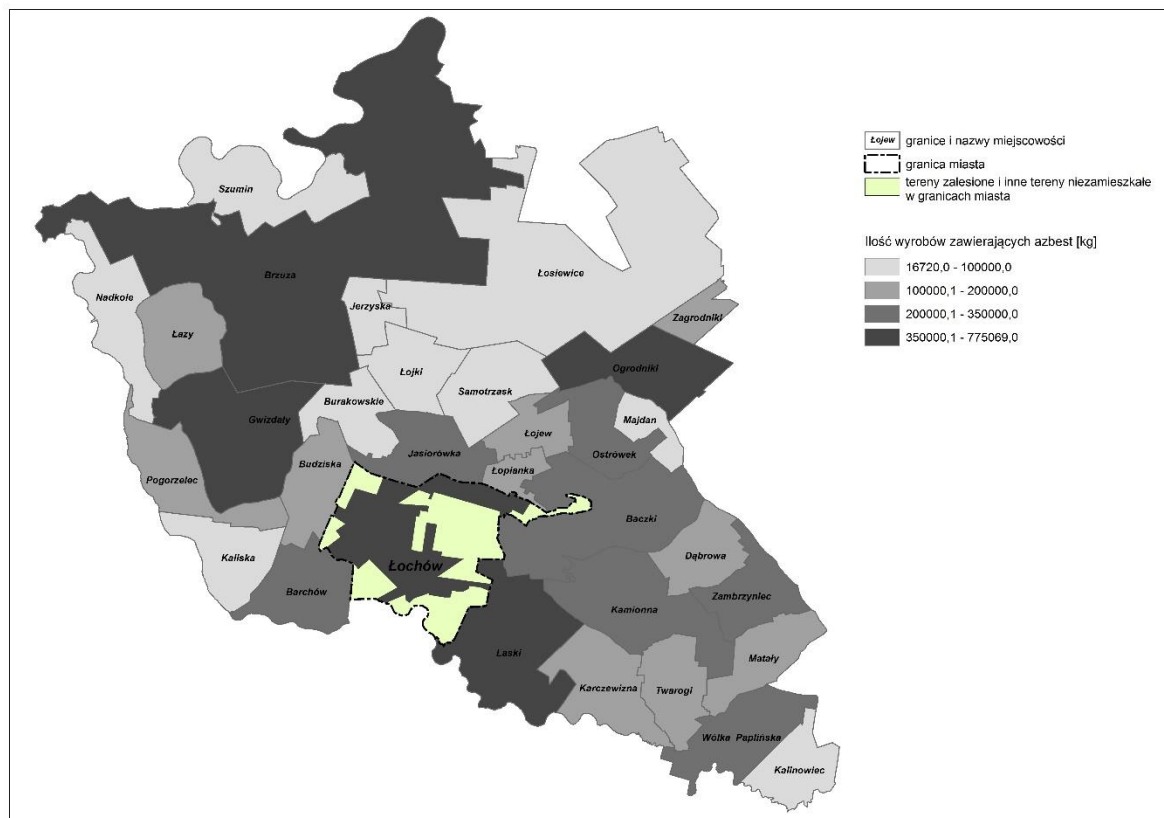 Łojew granice i nazwy miejscowości
granica miasta
tereny zalesione i inne tereny niezamieszkałe
w granicach miasta
Ilość wyrobów zawierających azbest [kg]
16720,0 - 100000,0
100000,1 - 200000,0
200000,1 - 350000,0
350000,1 - 775069,0
Szumin
Brzuza
Łosiewice
Nadkole
Jerzyska
Zagrodniki
Łazy
Łojki
Ogrodniki
Samotrzask
Burakowskie
Gwizdały
Majdan
Łojew
Jasiorówka
Ostrówek
Budziska
Łopianka
Pogorzelec
Baczki
Dąbrowa
Kaliska
Łochów
Barchów
Zambrzyniec
Kamionna
Laski
Matały
Karczewizna
Twarogi
Wólka Paplińska
Kalinowiec